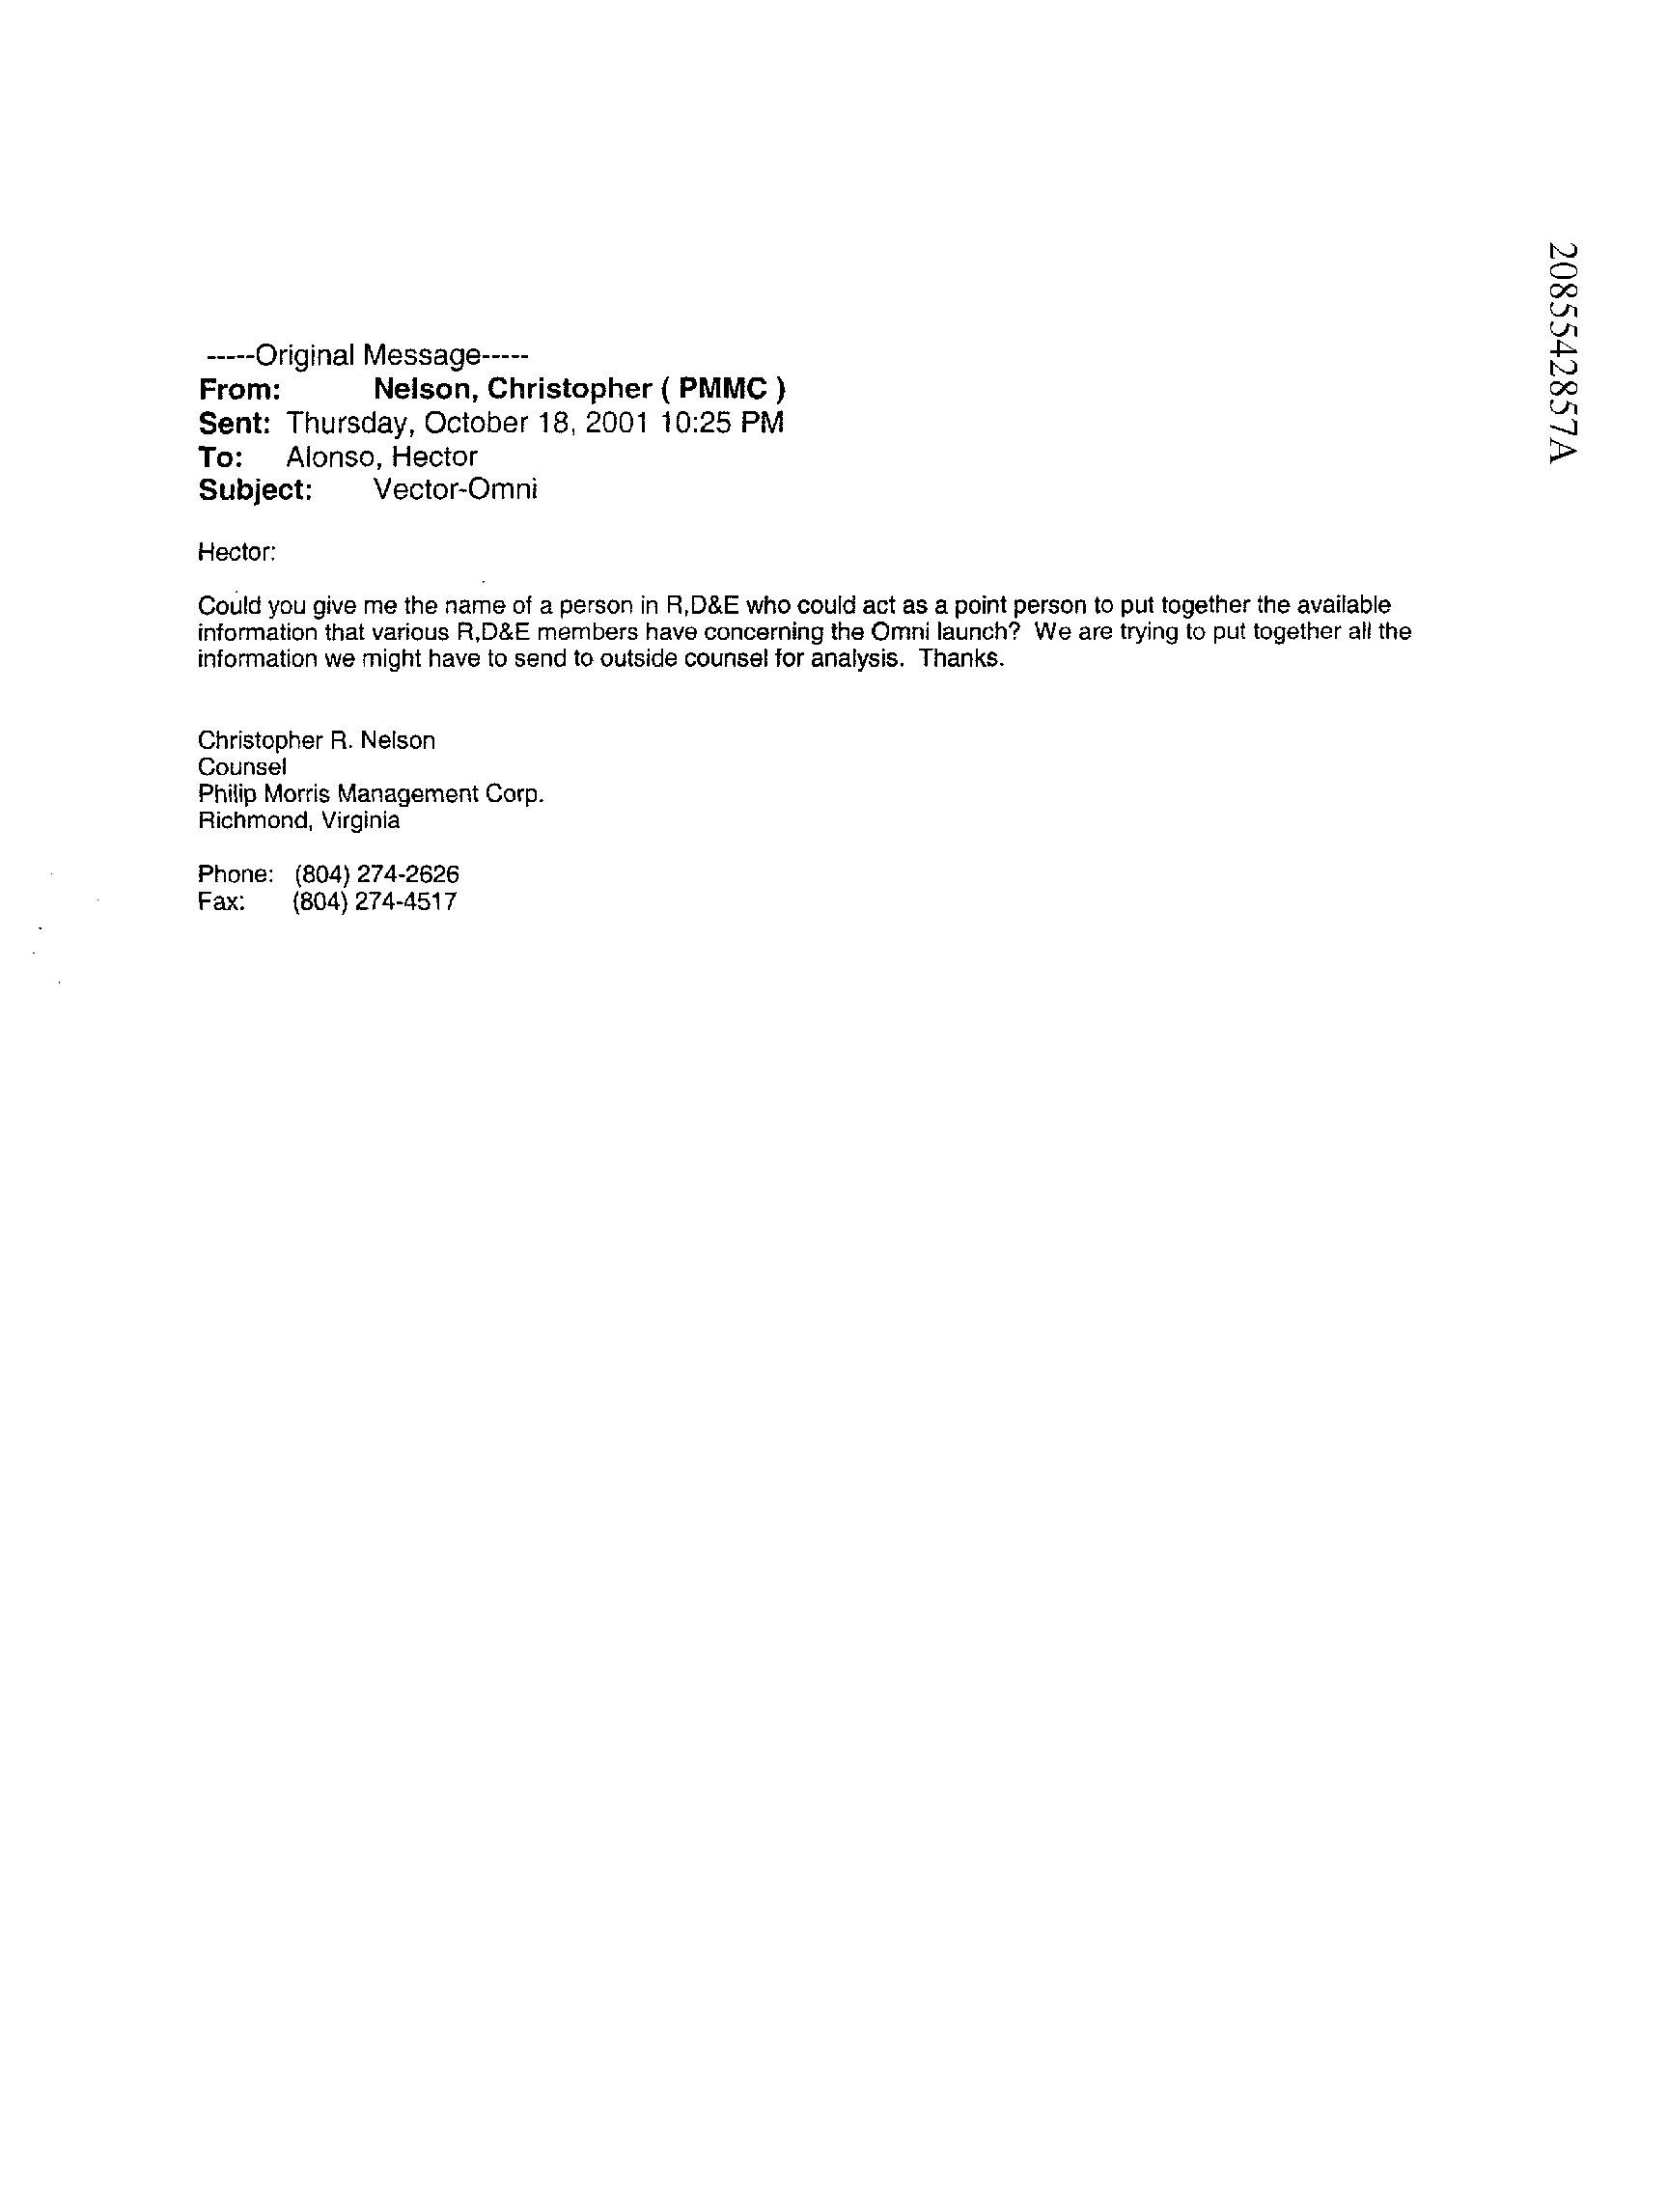 2085542857A
-----Original Message-----
From: Nelson, Christopher ( PMMC )
Sent: Thursday, October 18, 2001 10:25 PM
To: Alonso, Hector
Subject: Vector-Omni
Hector:
Could you give me the name of a person in R,D&E who could act as a point person to put together the available
information that various R,D&E members have concerning the Omni launch? We are trying to put together all the
information we might have to send to outside counsel for analysis. Thanks.
Christopher R. Nelson
Counsel
Philip Morris Management Corp.
Richmond, Virginia
Phone: (804) 274-2626
Fax: (804) 274-4517